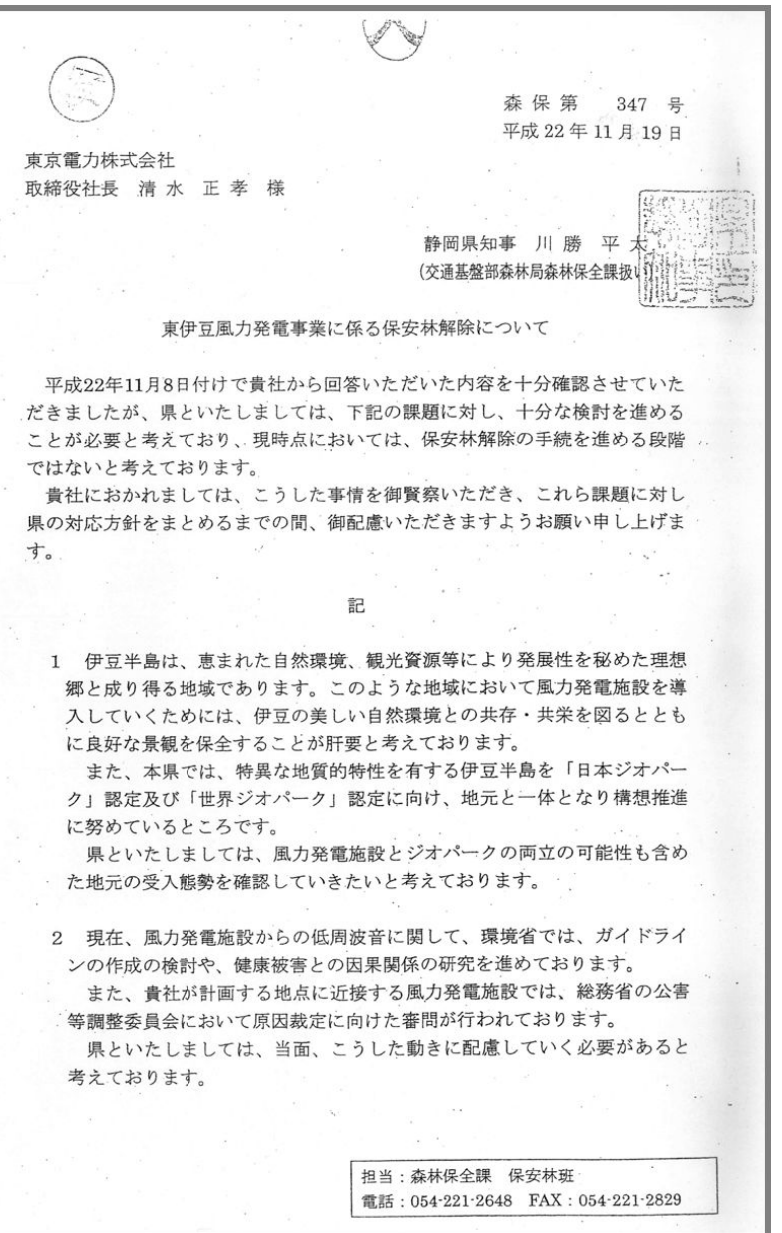 森保第 347 号
平成22年11月19日
東京電力株式会社
取締役社長 清水 正孝 様
静岡県知事 川勝 平太
(交通基盤部森林局森林保全課扱い
東伊豆風力発電事業に係る保安林解除について
平成22年11月8日付けで貴社から回答いただいた内容を十分確認させていた
だきましたが、県といたしましては、下記の課題に対し、十分な検討を進める
ことが必要と考えており、現時点においては、保安林解除の手続を進める段階
ではないと考えております。
貴社におかれましては、こうした事情を御賢察いただき、これら課題に対し
県の対応方針をまとめるまでの間、御配慮いただきますようお願い申し上げま
す。
記
1 伊豆半島は、恵まれた自然環境、観光資源等により発展性を秘めた理想
郷と成り得る地域であります。このような地域において風力発電施設を導
入していくためには、伊豆の美しい自然環境との共存・共栄を図るととも
に良好な景観を保全することが肝要と考えております。
また、本県では、特異な地質的特性を有する伊豆半島を「日本ジオパー
ク」認定及び「世界ジオパーク」認定に向け、地元と一体となり構想推進
に努めているところです。
県といたしましては、風力発電施設とジオパークの両立の可能性も含め
た地元の受入態勢を確認していきたいと考えております。
2 現在、風力発電施設からの低周波音に関して、環境省では、ガイドライ
ンの作成の検討や、健康被害との因果関係の研究を進めております。
また、貴社が計画する地点に近接する風力発電施設では、総務省の公害
等調整委員会において原因裁定に向けた審問が行われております。
県といたしましては、当面、こうした動きに配慮していく必要があると
考えております。
担当:森林保全課 保安林班
電話:054-221-2648 FAX:054-221-2829